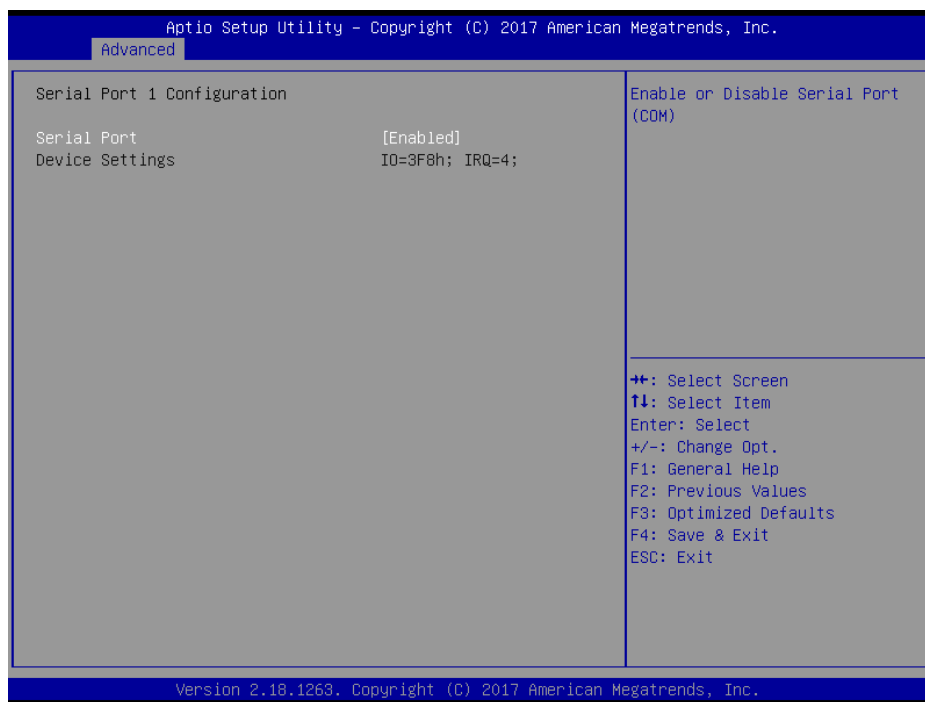 Aptio Setup Utility – Copyright (C) 2017 American Megatrends, Inc.
Advanced
Serial Port 1 Configuration
Serial Port [Enabled]
Device Settings IO=3F8h; IRQ=4;
Enable or Disable Serial Port
(COM)
→←: Select Screen
↑↓: Select Item
Enter: Select
+/-: Change Opt.
F1: General Help
F2: Previous Values
F3: Optimized Defaults
F4: Save & Exit
ESC: Exit
Version 2.18.1263. Copyright (C) 2017 American Megatrends, Inc.